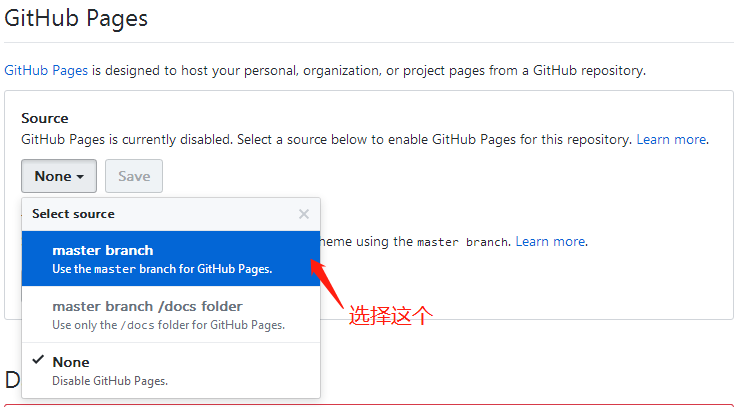 GitHub Pages
GitHub Pages is designed to host your personal, organization, or project pages from a GitHub repository.
Source
GitHub Pages is currently disabled. Select a source below to enable GitHub Pages for this repository. Learn more.
None
Save
Select source
master branch
Use the master branch for GitHub Pages.
heme using the master branch. Learn more.
选择这个
master branch /docs folder
Use only the /docs folder for GitHub Pages.
None
Disable GitHub Pages.
D